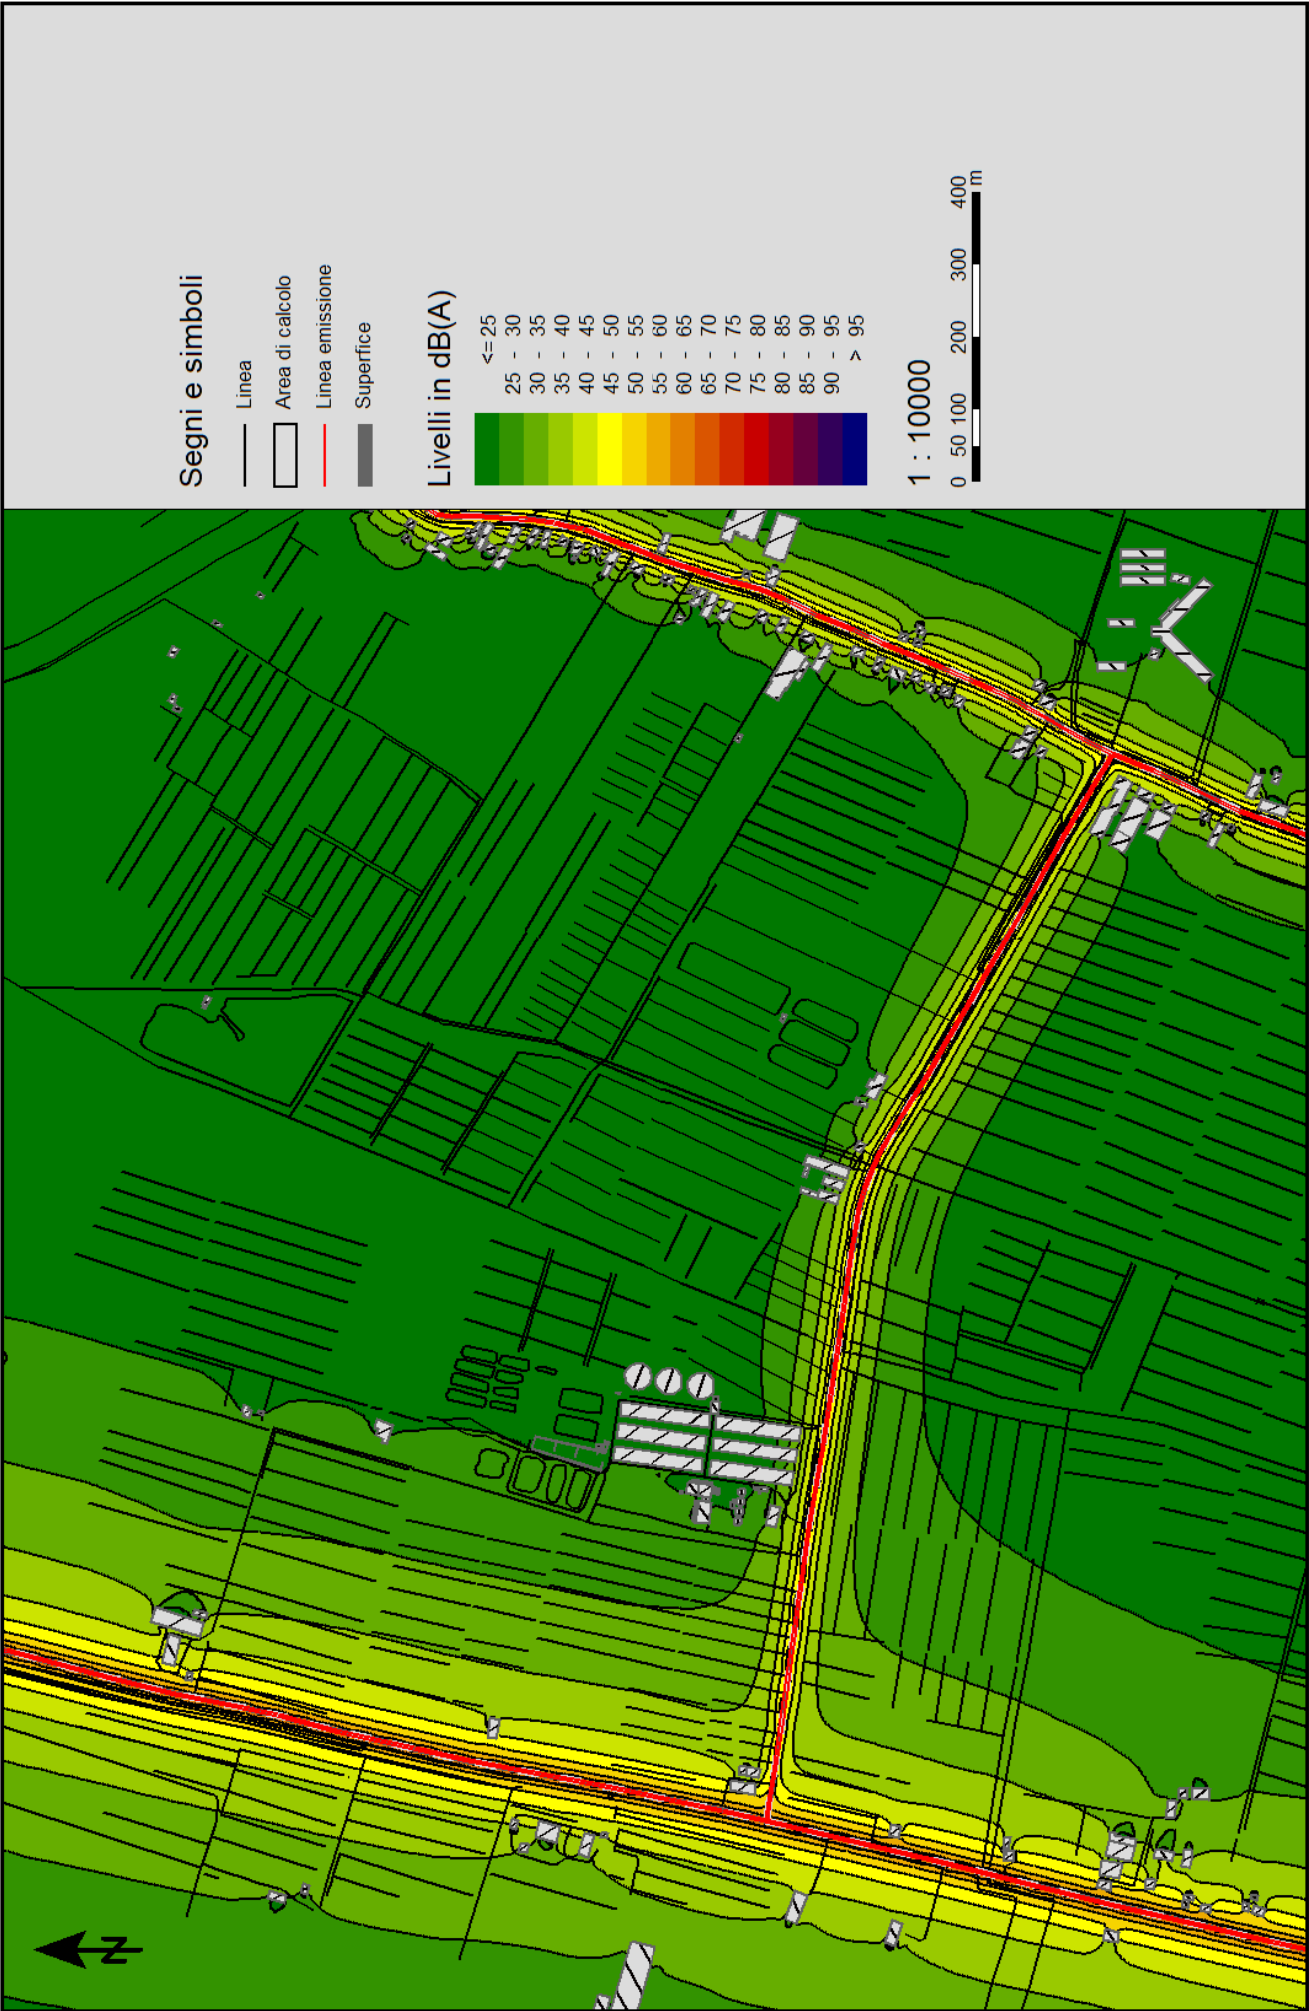 Segni e simboli
Linea
Area di calcolo
Linea emissione
Superfice
Livelli in dB(A)
<= 25
25 - 30
30 - 35
35 - 40
40 - 45
45 - 50
50 - 55
55 - 60
60 - 65
65 - 70
70 - 75
75 - 80
80 - 85
85 - 90
90 - 95
> 95
1 : 10000
0 50 100 200 300 400
m
N